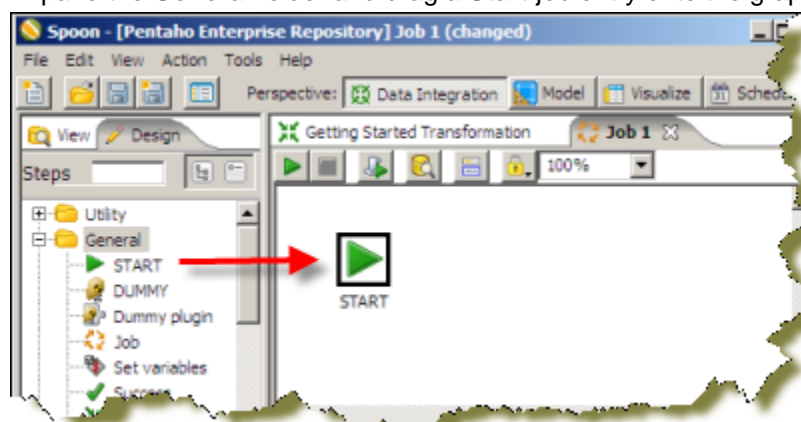 Spoon - [Pentaho Enterprise Repository] Job 1 (changed)
File Edit View Action Tools Help
Perspective: Data Integration Model Visualize
View Design
Getting Started Transformation Job 1
Steps
100%
Utility
General
START
DUMMY
Dummy plugin
Job
Set variables
START